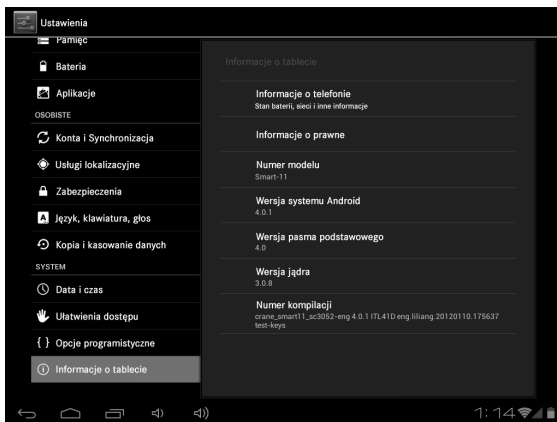 Ustawienia
Pamięć
Bateria
Aplikacje
OSOBISTE
Konta i Synchronizacja
Usługi lokalizacyjne
Zabezpieczenia
A Język, klawiatura, głos
Kopia i kasowanie danych
SYSTEM
Data i czas
Ułatwienia dostępu
{ } Opcje programistyczne
Informacje o tablecie
Informacje o tablecie
Informacje o telefonie
Stan baterii, sieci i inne informacje
Informacje o prawne
Numer modelu
Smart-11
Wersja systemu Android
4.0.1
Wersja pasma podstawowego
4.0
Wersja jądra
3.0.8
Numer kompilacji
crane_smart11_sc3052-eng 4.0.1 ITL41D eng.liliang.20120110.175637
test-keys
1:14